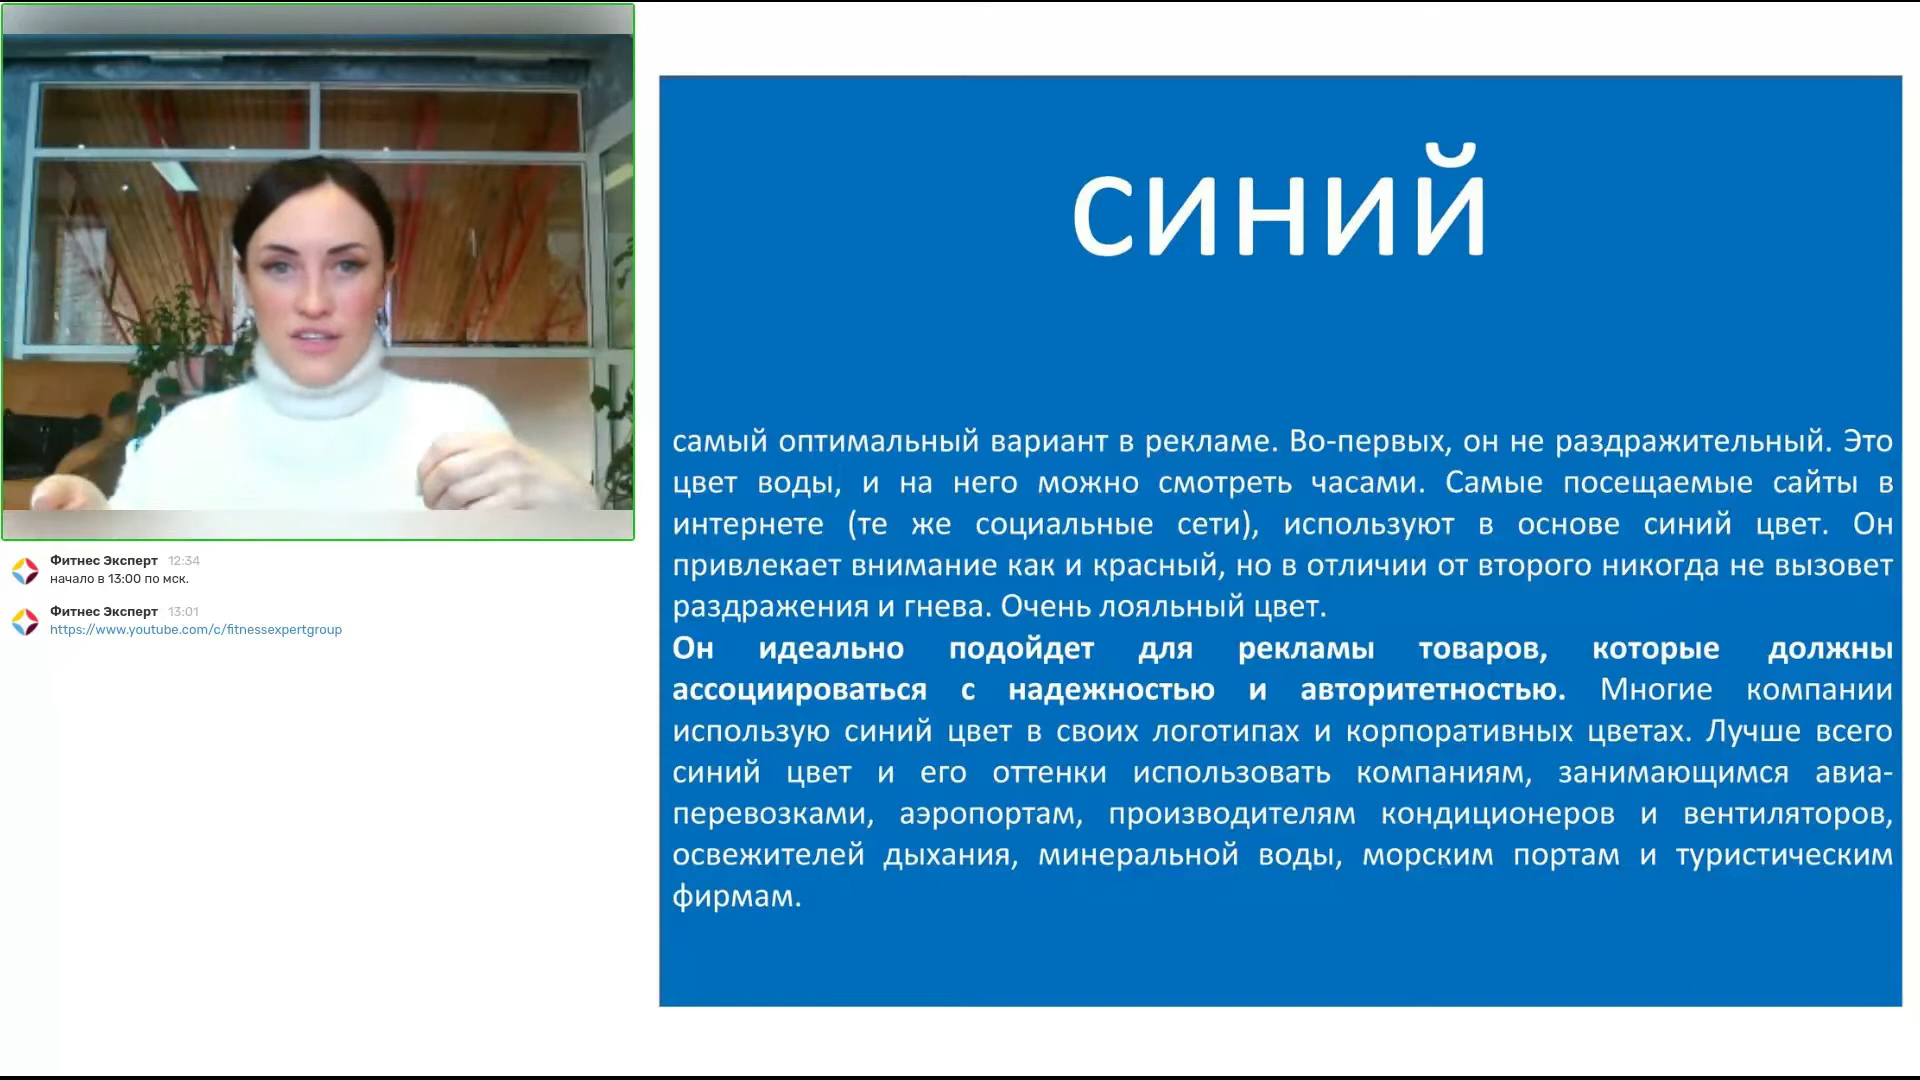 синий
самый оптимальный вариант в рекламе. Во-первых, он не раздражительный. Это
цвет воды, и на него можно смотреть часами. Самые посещаемые сайты в
интернете (те же социальные сети), используют в основе синий цвет. Он
привлекает внимание как и красный, но в отличии от второго никогда не вызовет
раздражения и гнева. Очень лояльный цвет.
Он идеально подойдет для рекламы товаров, которые должны
ассоциироваться с надежностью и авторитетностью. Многие компании
использую синий цвет в своих логотипах и корпоративных цветах. Лучше всего
синий цвет и его оттенки использовать компаниям, занимающимся авиа-
перевозками, аэропортам, производителям кондиционеров и вентиляторов,
освежителей дыхания, минеральной воды, морским портам и туристическим
фирмам.
Фитнес Эксперт 12:34
начало в 13:00 по мск.
Фитнес Эксперт 13:01
https://www.youtube.com/c/fitnessexpertgroup